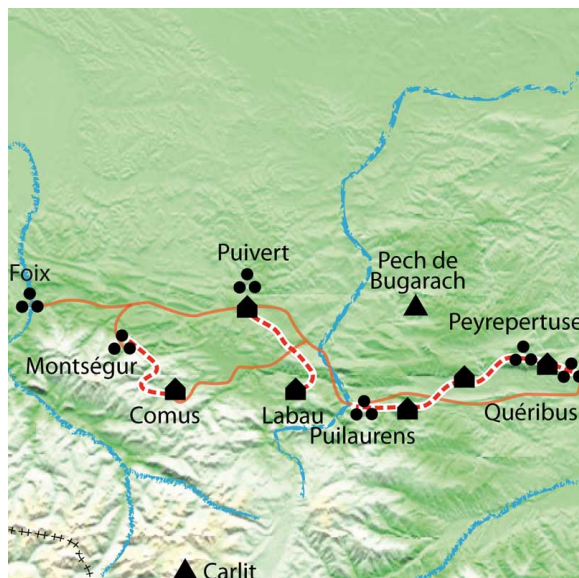 Puivert
Foix
Pech de
Bugarach
Peyrepertuse
Montségur
Comus
Labau
Quéribus
Puilaurens
Carlit